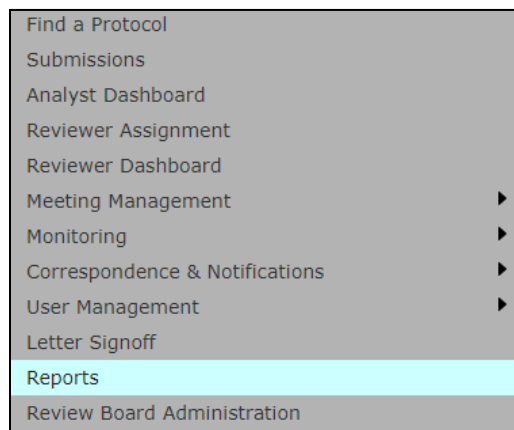 Find a Protocol
Submissions
Analyst Dashboard
Reviewer Assignment
Reviewer Dashboard
Meeting Management
Monitoring
Correspondence & Notifications
User Management
Letter Signoff
Reports
Review Board Administration